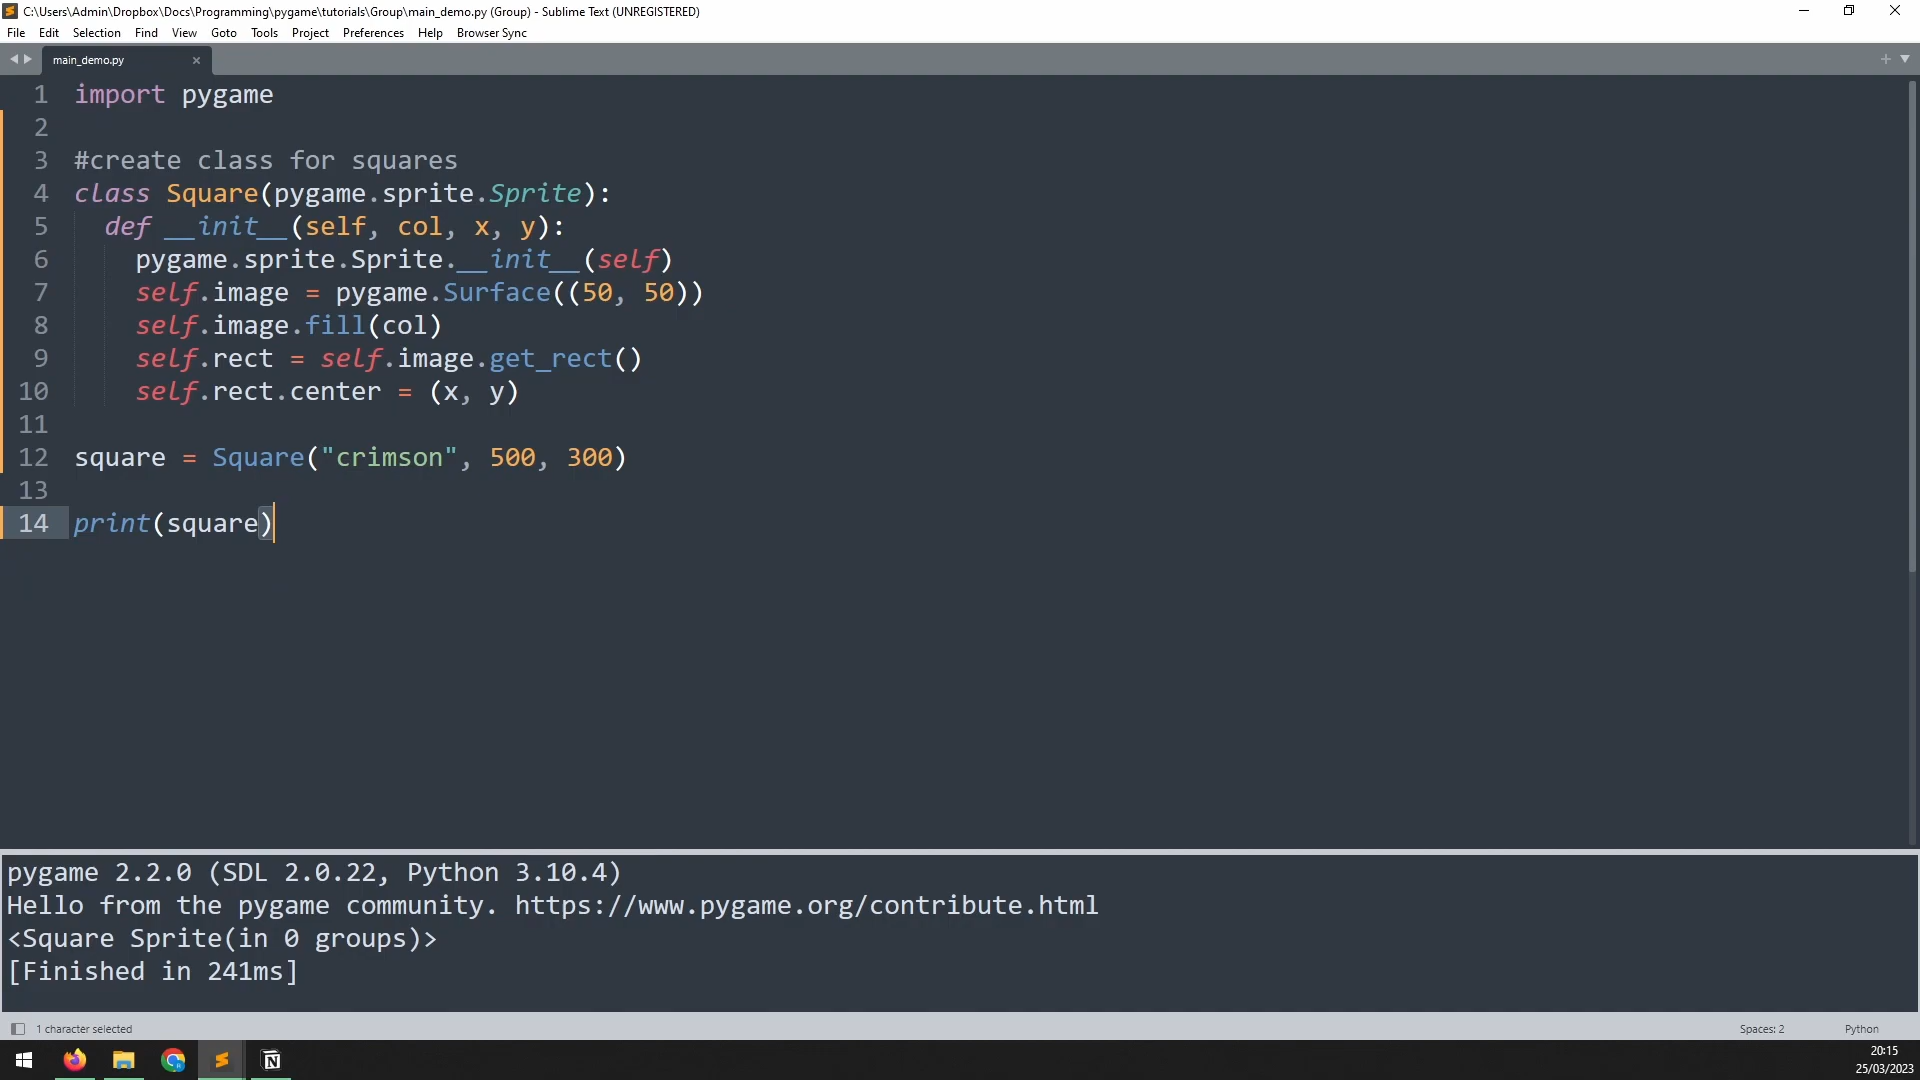 C:\Users\Admin\Dropbox\Docs\Programming\pygame\tutorials\Group\main_demo.py (Group) - Sublime Text (UNREGISTERED)
File Edit Selection Find View Goto Tools Project Preferences Help Browser Sync
main_demo.py
1 import pygame
2
3 #create class for squares
4 class Square(pygame.sprite.Sprite):
5   def __init__(self, col, x, y):
6     pygame.sprite.Sprite.__init__(self)
7     self.image = pygame.Surface((50, 50))
8     self.image.fill(col)
9     self.rect = self.image.get_rect()
10     self.rect.center = (x, y)
11
12 square = Square("crimson", 500, 300)
13
14 print(square)
pygame 2.2.0 (SDL 2.0.22, Python 3.10.4)
Hello from the pygame community. https://www.pygame.org/contribute.html
<Square Sprite(in 0 groups)>
[Finished in 241ms]
1 character selected Spaces: 2 Python
20:15
25/03/2023